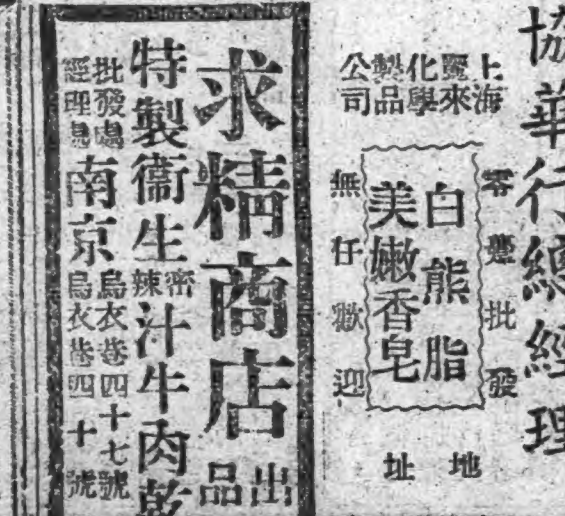 協華行總經理
上海麗來化學製品公司
零躉批發
白熊脂
美嫩香皂
無任歡迎
地址
求精商店
出品
特製衞生
密
辣
汁牛肉乾
批發處
經理處
南京
烏衣巷四十七號
烏衣巷四十號